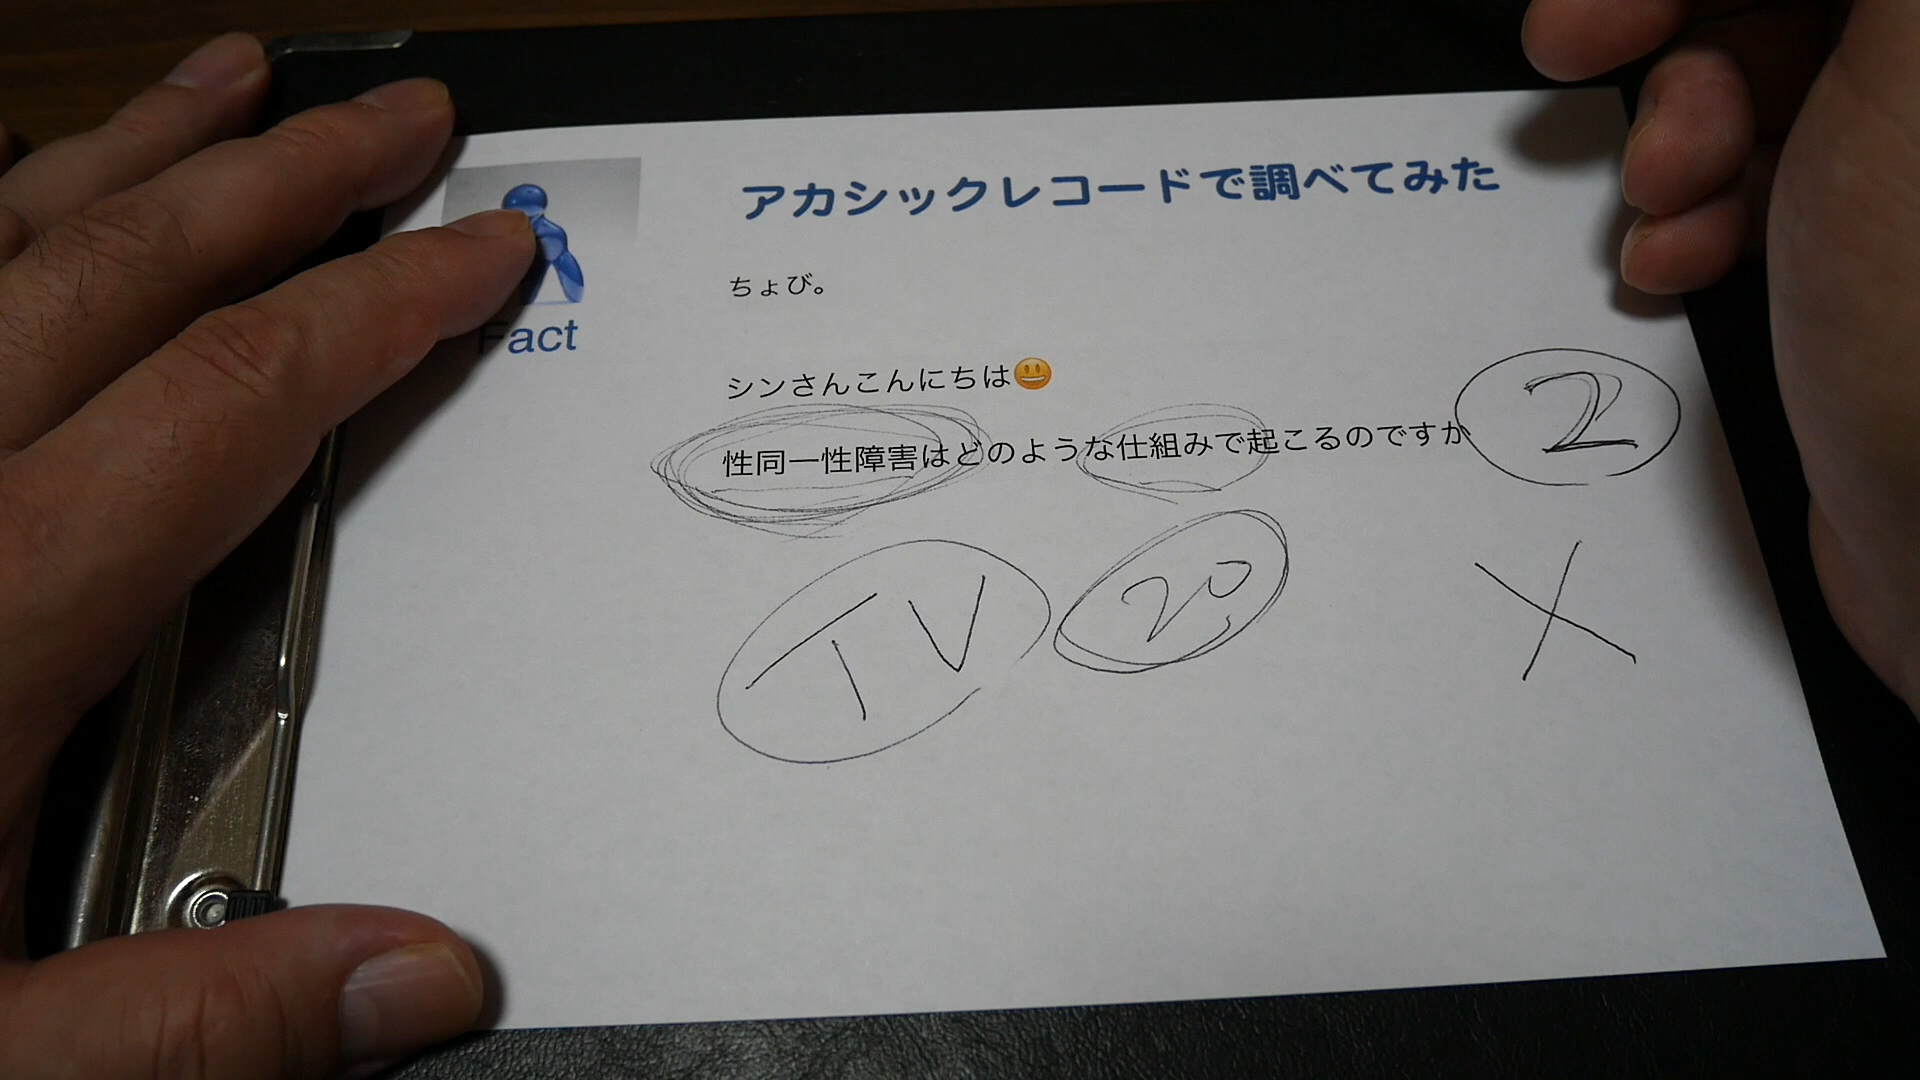 アカシックレコードで調べてみた
ちょび。
Fact
シンさんこんにちは😃
性同一性障害はどのような仕組みで起こるのですか
2
TV
20
X